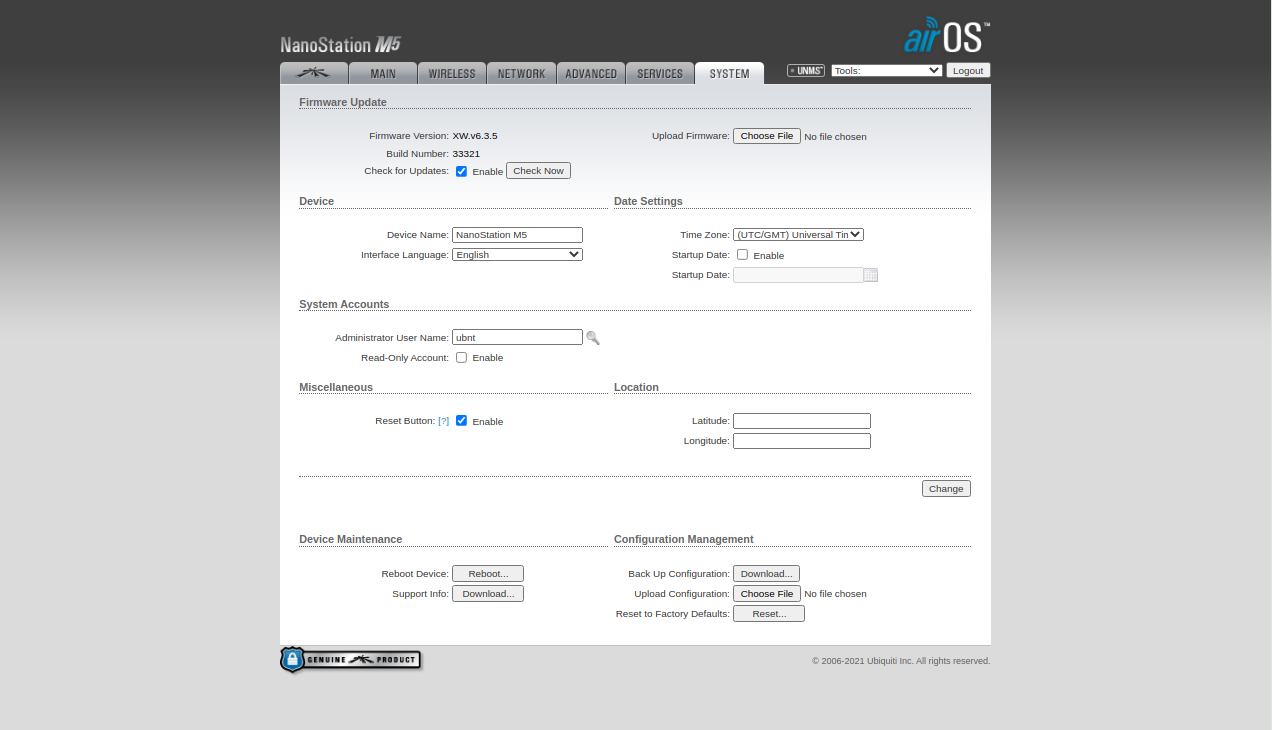 NanoStation M5
airOS™
MAIN WIRELESS NETWORK ADVANCED SERVICES SYSTEM UNMS Tools: Logout
Firmware Update
Firmware Version: XW.v6.3.5 Upload Firmware: Choose File No file chosen
Build Number: 33321
Check for Updates: Enable Check Now
Device Date Settings
Device Name: NanoStation M5 Time Zone: (UTC/GMT) Universal Tin
Interface Language: English Startup Date: Enable
Startup Date:
System Accounts
Administrator User Name: ubnt
Read-Only Account: Enable
Miscellaneous Location
Reset Button: [?] Enable Latitude:
Longitude:
Change
Device Maintenance Configuration Management
Reboot Device: Reboot... Back Up Configuration: Download...
Support Info: Download... Upload Configuration: Choose File No file chosen
Reset to Factory Defaults: Reset...
GENUINE PRODUCT © 2006-2021 Ubiquiti Inc. All rights reserved.